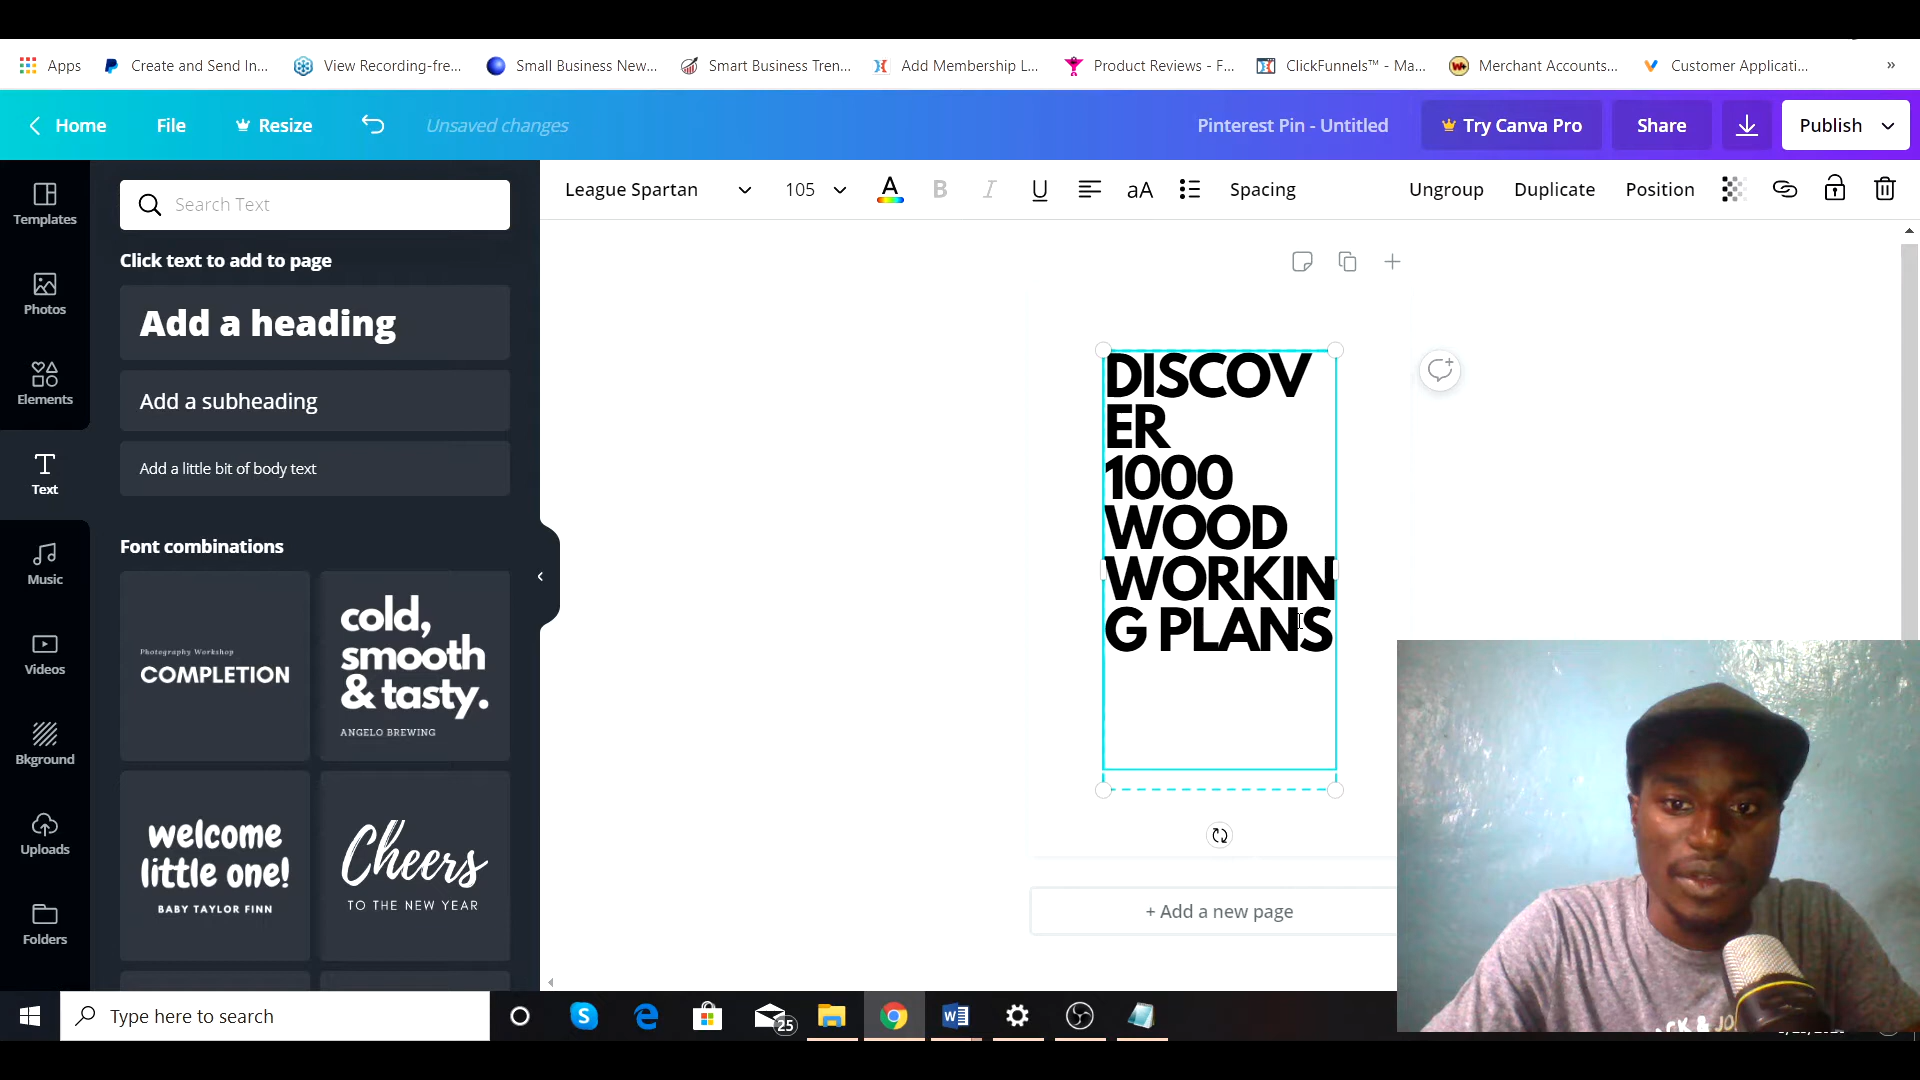 Apps
Create and Send In...
View Recording-fre...
Small Business New...
Smart Business Tren...
Add Membership L...
Product Reviews - F...
ClickFunnels™ - Ma...
Merchant Accounts...
Customer Applicati...
»
Home
File
Resize
Unsaved changes
Pinterest Pin - Untitled
Try Canva Pro
Share
Publish
Templates
Photos
Elements
Text
Music
Videos
Bkground
Uploads
Folders
Search Text
Click text to add to page
Add a heading
Add a subheading
Add a little bit of body text
Font combinations
Photography Workshop
COMPLETION
cold,
smooth
& tasty.
ANGELO BREWING
welcome
little one!
BABY TAYLOR FINN
Cheers
TO THE NEW YEAR
League Spartan
105
A
B
I
U
aA
Spacing
Ungroup
Duplicate
Position
DISCOV
ER
1000
WOOD
WORKIN
G PLANS
+ Add a new page
Type here to search
25